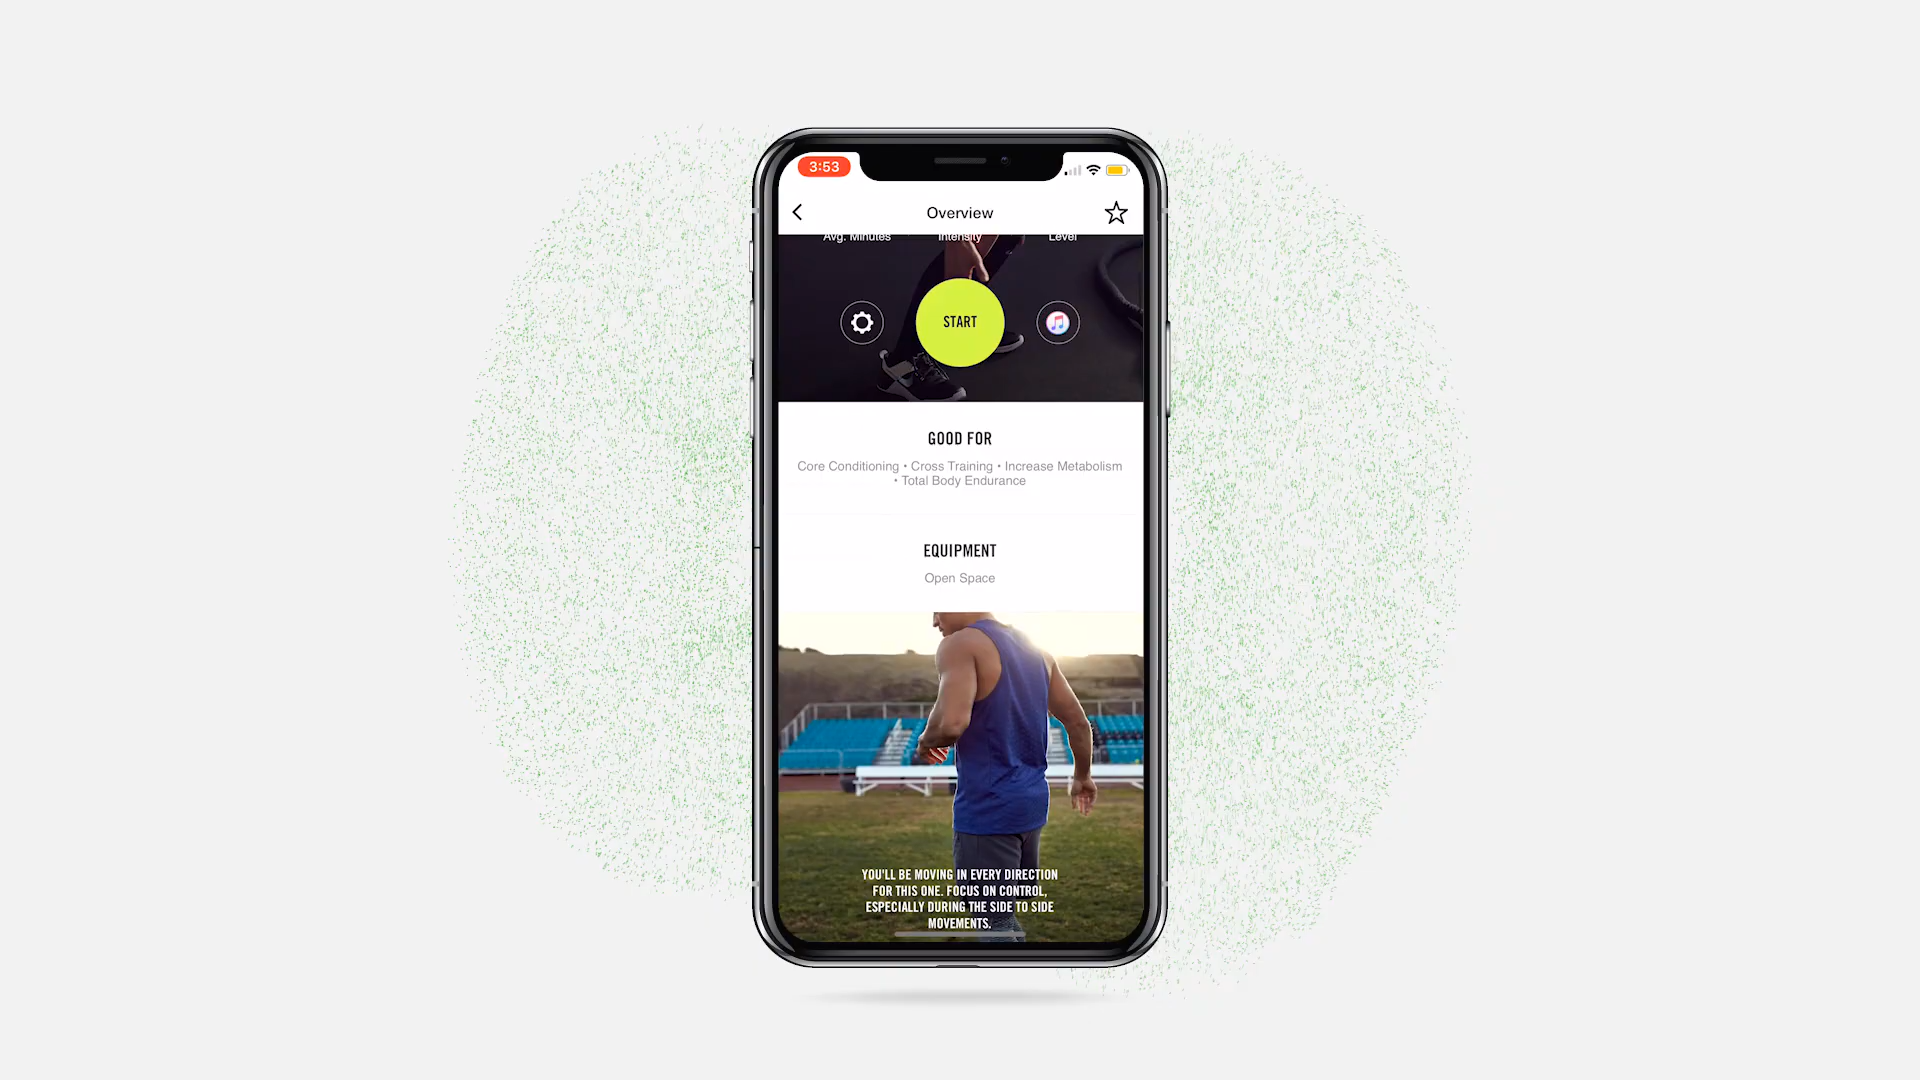 3:53
Overview
Avg. Minutes Intensity Level
START
GOOD FOR
Core Conditioning • Cross Training • Increase Metabolism
• Total Body Endurance
EQUIPMENT
Open Space
YOU'LL BE MOVING IN EVERY DIRECTION
FOR THIS ONE. FOCUS ON CONTROL,
ESPECIALLY DURING THE SIDE TO SIDE
MOVEMENTS.